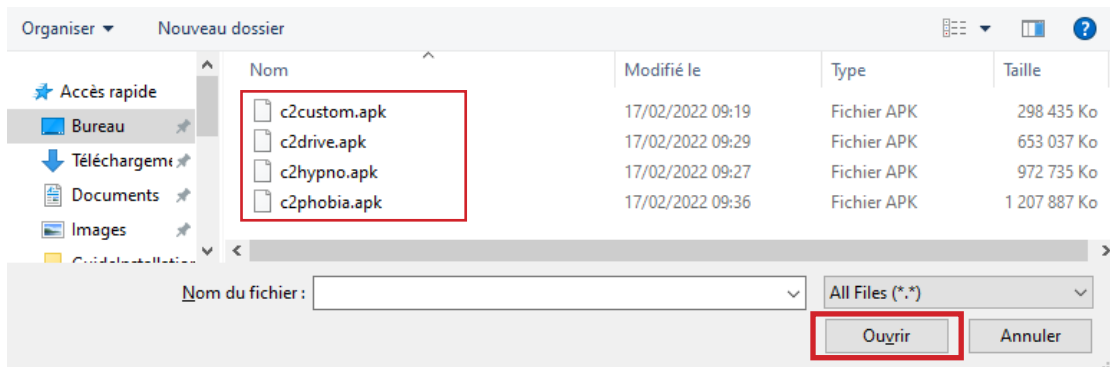 Organiser Nouveau dossier
Nom Modifié le Type Taille
Accès rapide
Bureau
Téléchargeme
Documents
Images
c2custom.apk 17/02/2022 09:19 Fichier APK 298 435 Ko
c2drive.apk 17/02/2022 09:29 Fichier APK 653 037 Ko
c2hypno.apk 17/02/2022 09:27 Fichier APK 972 735 Ko
c2phobia.apk 17/02/2022 09:36 Fichier APK 1 207 887 Ko
Nom du fichier : All Files (*.*)
Ouvrir Annuler